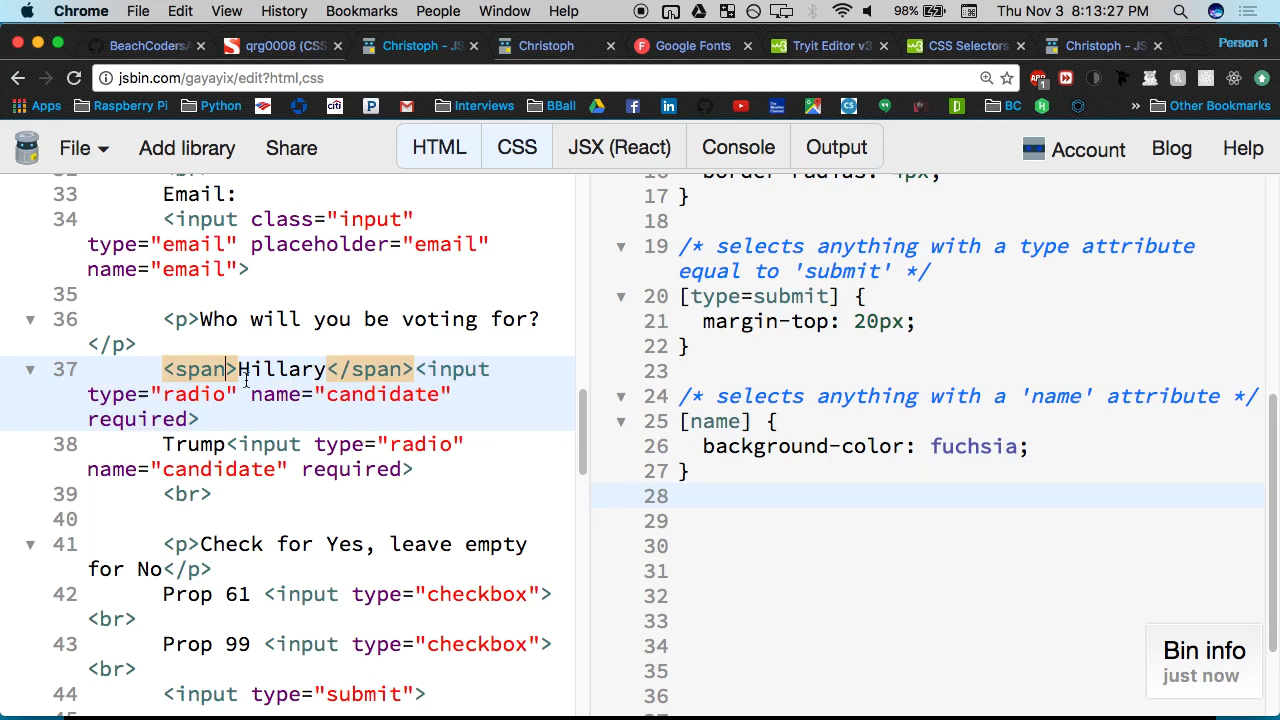 Chrome File Edit View History Bookmarks People Window Help 98% Thu Nov 3 8:13:27 PM
BeachCodersA qrg0008 (CSS Christoph - JS Christoph Google Fonts Tryit Editor v3 CSS Selectors Christoph - JS Person 1
jsbin.com/gayayix/edit?html,css
Apps Raspberry Pi Python Interviews BBall BC » Other Bookmarks
File Add library Share HTML CSS JSX (React) Console Output Account Blog Help
33 Email:
34 <input class="input"
type="email" placeholder="email"
name="email">
35
36 <p>Who will you be voting for?
</p>
37 <span>Hillary</span><input
type="radio" name="candidate"
required>
38 Trump<input type="radio"
name="candidate" required>
39 <br>
40
41 <p>Check for Yes, leave empty
for No</p>
42 Prop 61 <input type="checkbox">
<br>
43 Prop 99 <input type="checkbox">
<br>
44 <input type="submit">
16 border-radius: 4px;
17 }
18
19 /* selects anything with a type attribute
equal to 'submit' */
20 [type=submit] {
21 margin-top: 20px;
22 }
23
24 /* selects anything with a 'name' attribute */
25 [name] {
26 background-color: fuchsia;
27 }
28
29
30
31
32
33
34
35
36
Bin info
just now